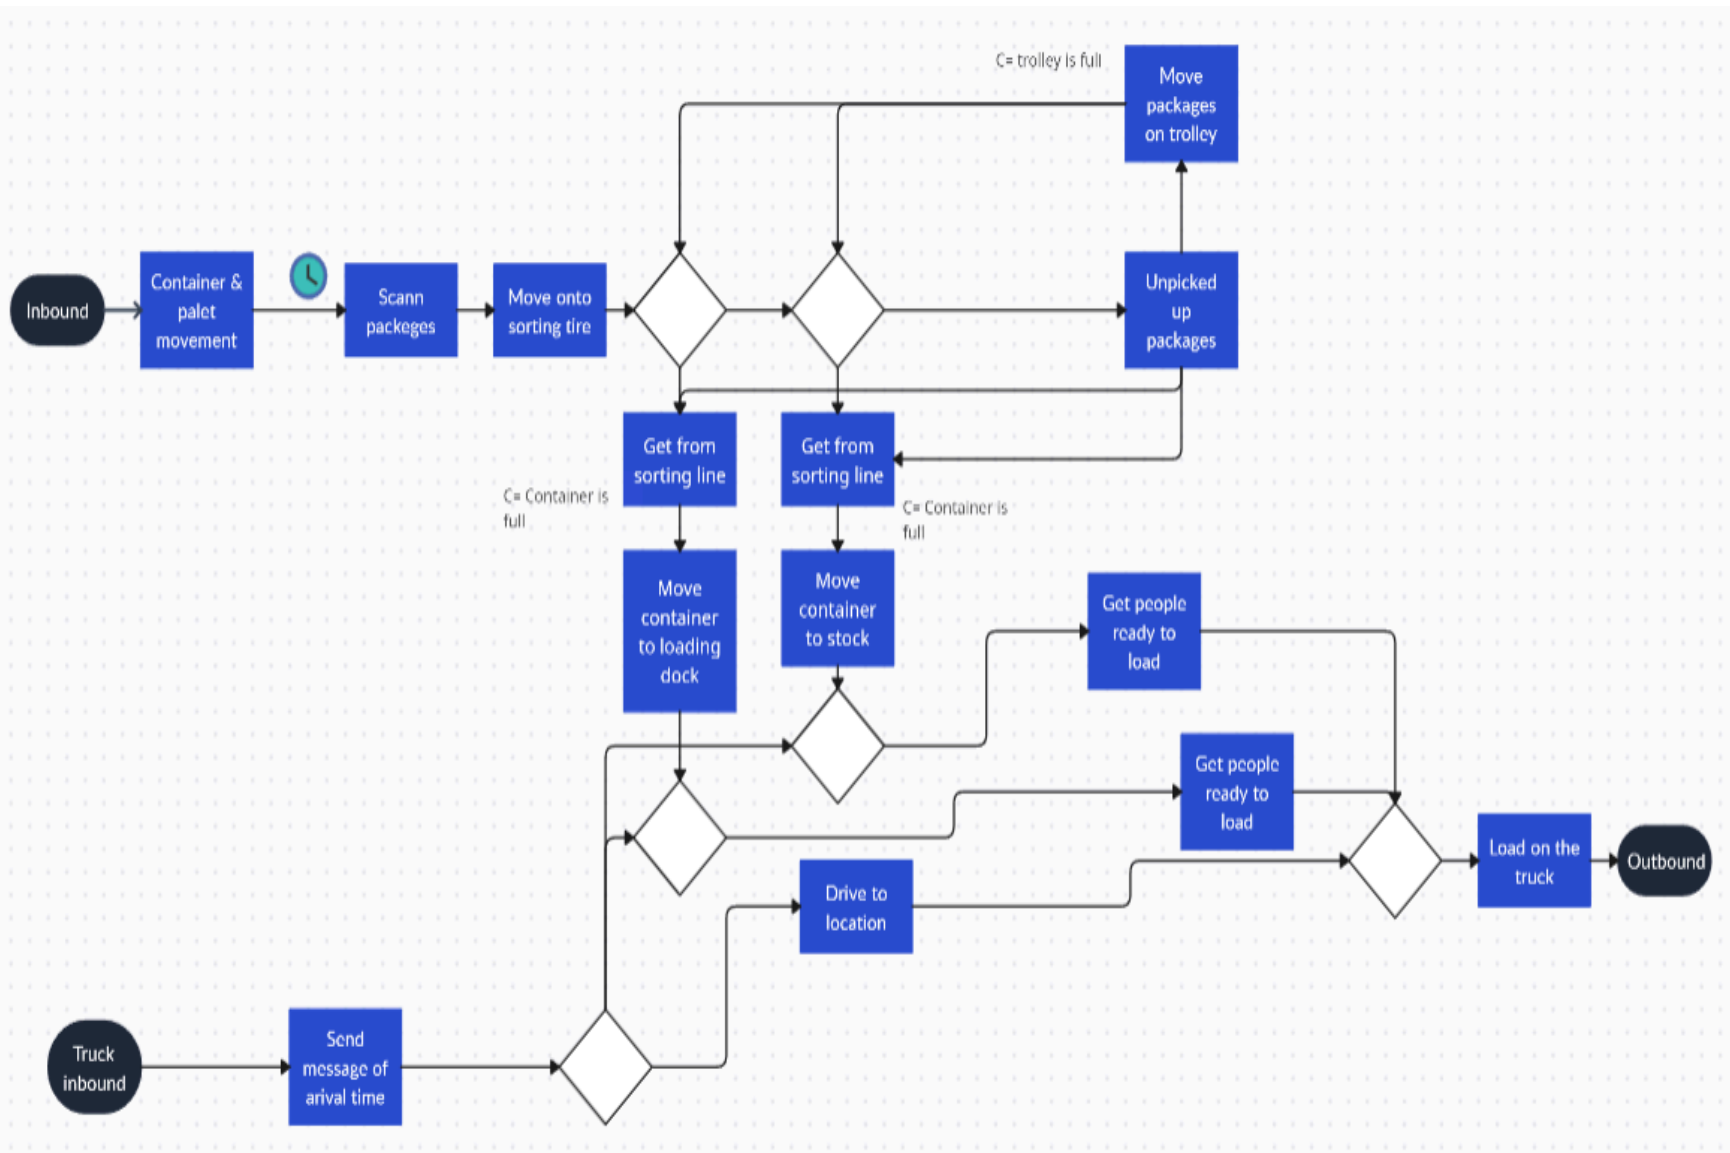 C= trolley is full
Move
packages
on trolley
Inbound
Container &
palet
movement
Scann
packeges
Move onto
sorting tire
Unpicked
up
packages
Get from
sorting line
Get from
sorting line
C= Container is
full
C= Container is
full
Move
container
to loading
dock
Move
container
to stock
Get people
ready to
load
Get people
ready to
load
Drive to
location
Load on the
truck
Outbound
Truck
inbound
Send
message of
arival time